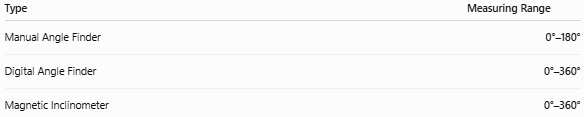 Type Measuring Range
Manual Angle Finder 0°–180°
Digital Angle Finder 0°–360°
Magnetic Inclinometer 0°–360°